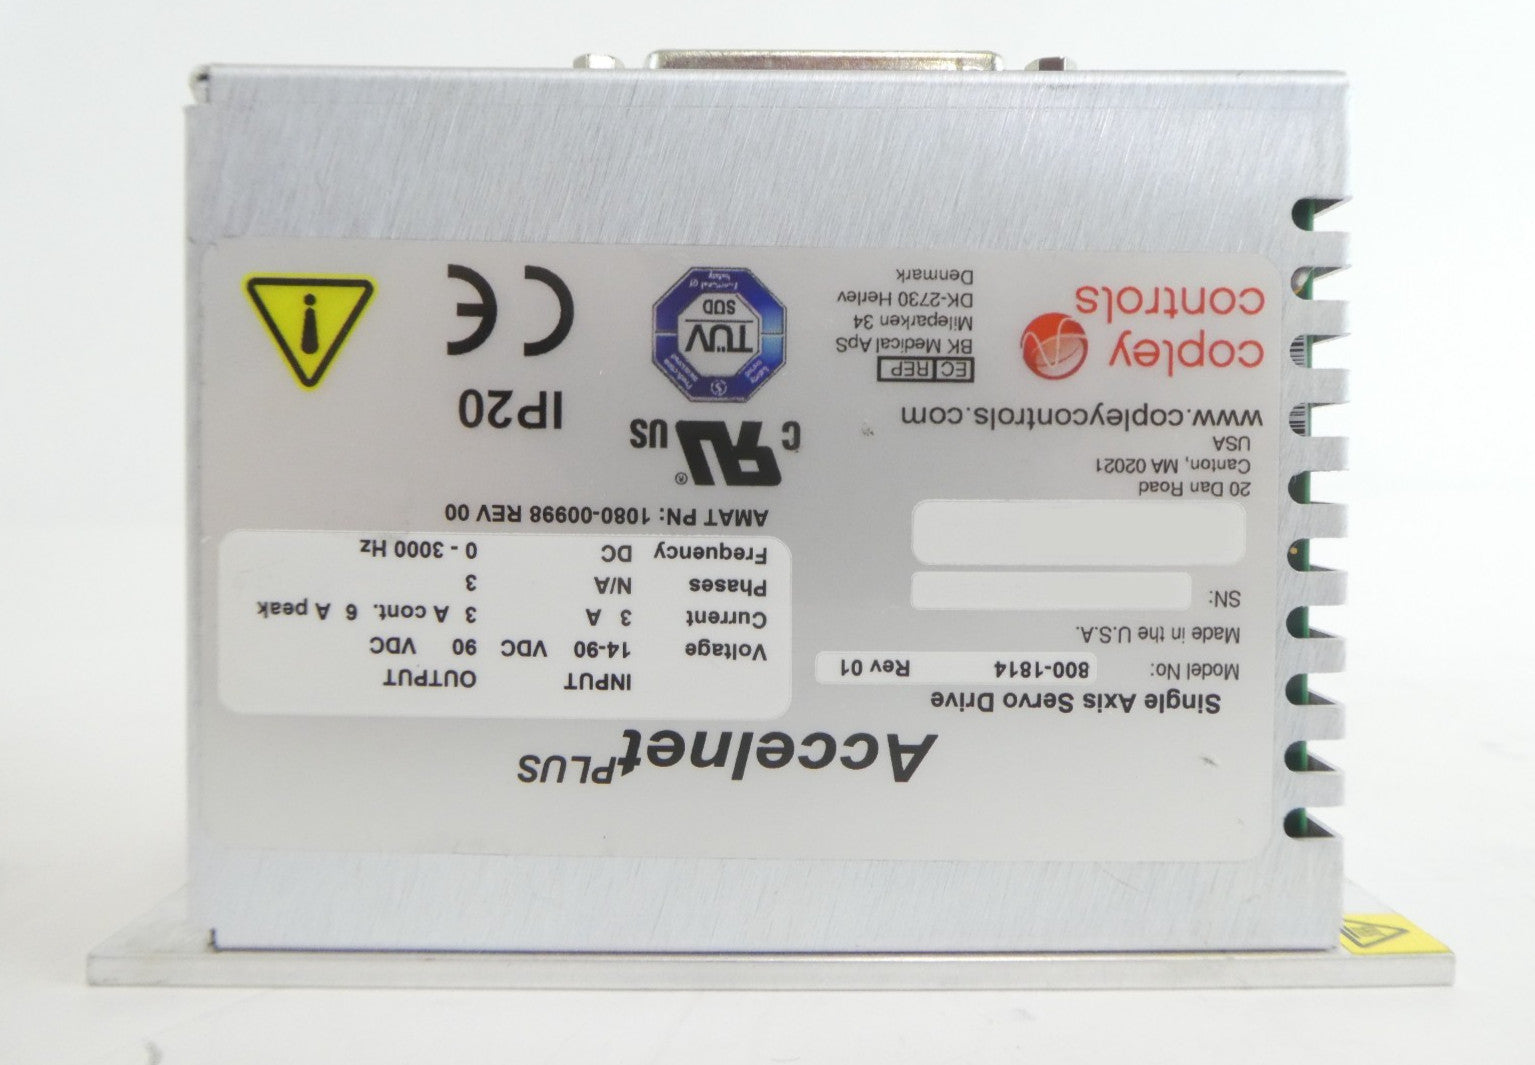 Accelnet PLUS
Single Axis Servo Drive
Model No: 800-1814 Rev 01
Made in the U.S.A.
SN:
INPUT OUTPUT
Voltage 14-90 VDC 90 VDC
Current 3 A 3 A cont. 6 A peak
Phases N/A 3
Frequency DC 0 - 3000 Hz
AMAT PN: 1080-00998 REV 00
20 Dan Road
Canton, MA 02021
USA
www.copleycontrols.com
copley
controls
EC REP
BK Medical ApS
Mileparken 34
DK-2730 Herlev
Denmark
C UR US
®
TÜV
SÜD
IP20
CE